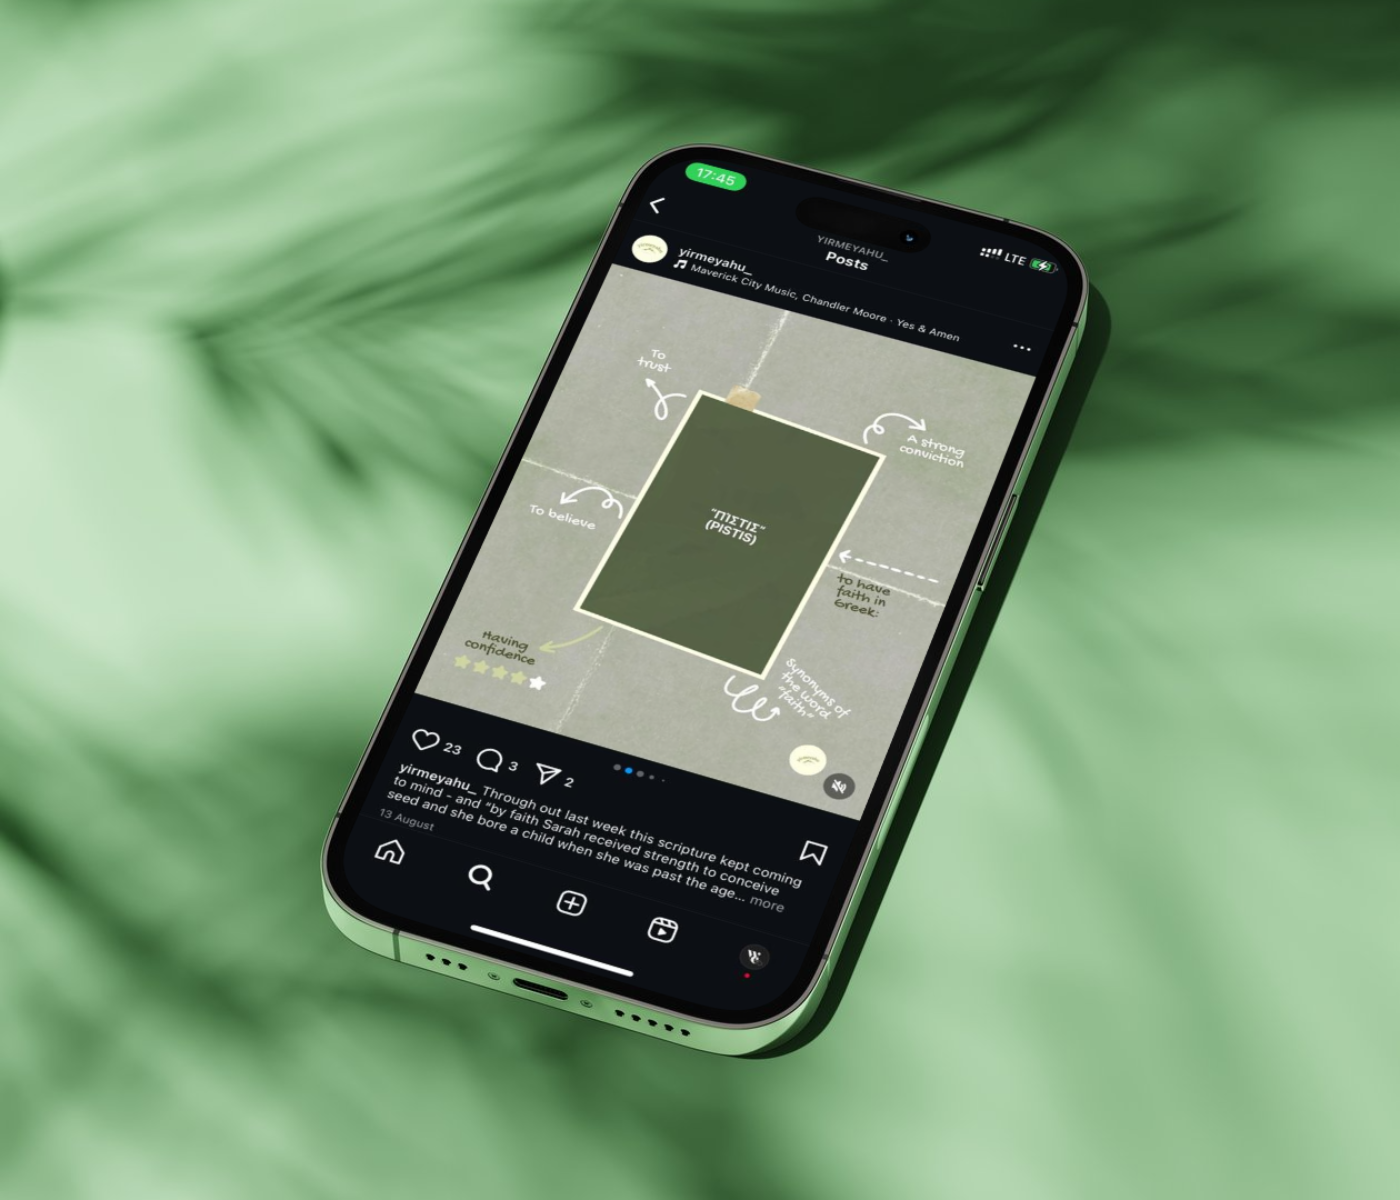 17:45
LTE
YIRMEYAHU_
Posts
yirmeyahu_
Maverick City Music, Chandler Moore · Yes & Amen
To
trust
A strong
conviction
To believe
"ΠΙΣΤΙΣ"
(PISTIS)
to have
faith in
Greek:
Having
confidence
Synonyms of
the word
"faith"
23
3
2
yirmeyahu_ Through out last week this scripture kept coming
to mind - and "by faith Sarah received strength to conceive
seed and she bore a child when she was past the age... more
13 August